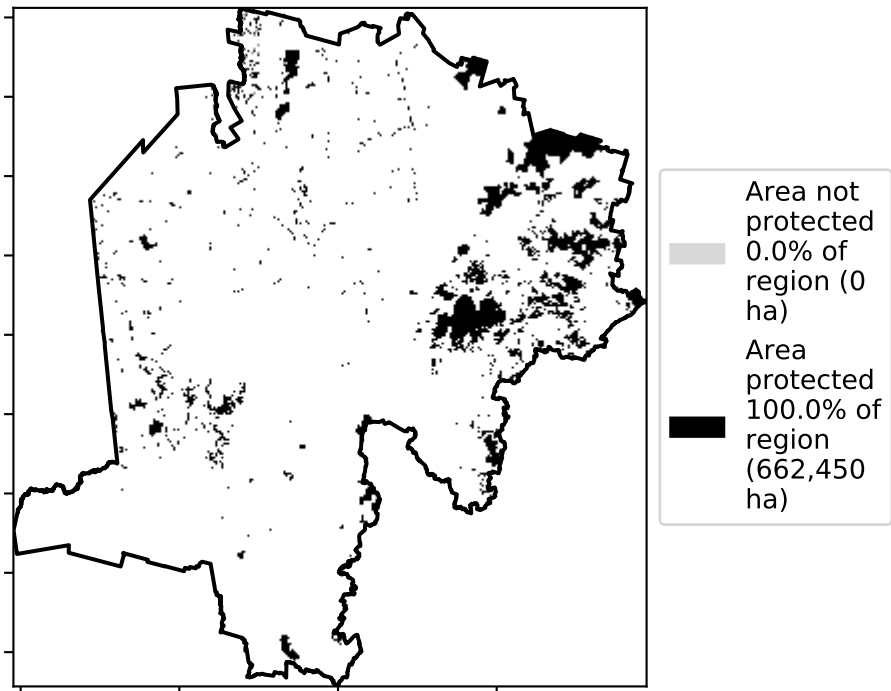 Area not
protected
0.0% of
region (0
ha)
Area
protected
100.0% of
region
(662,450
ha)